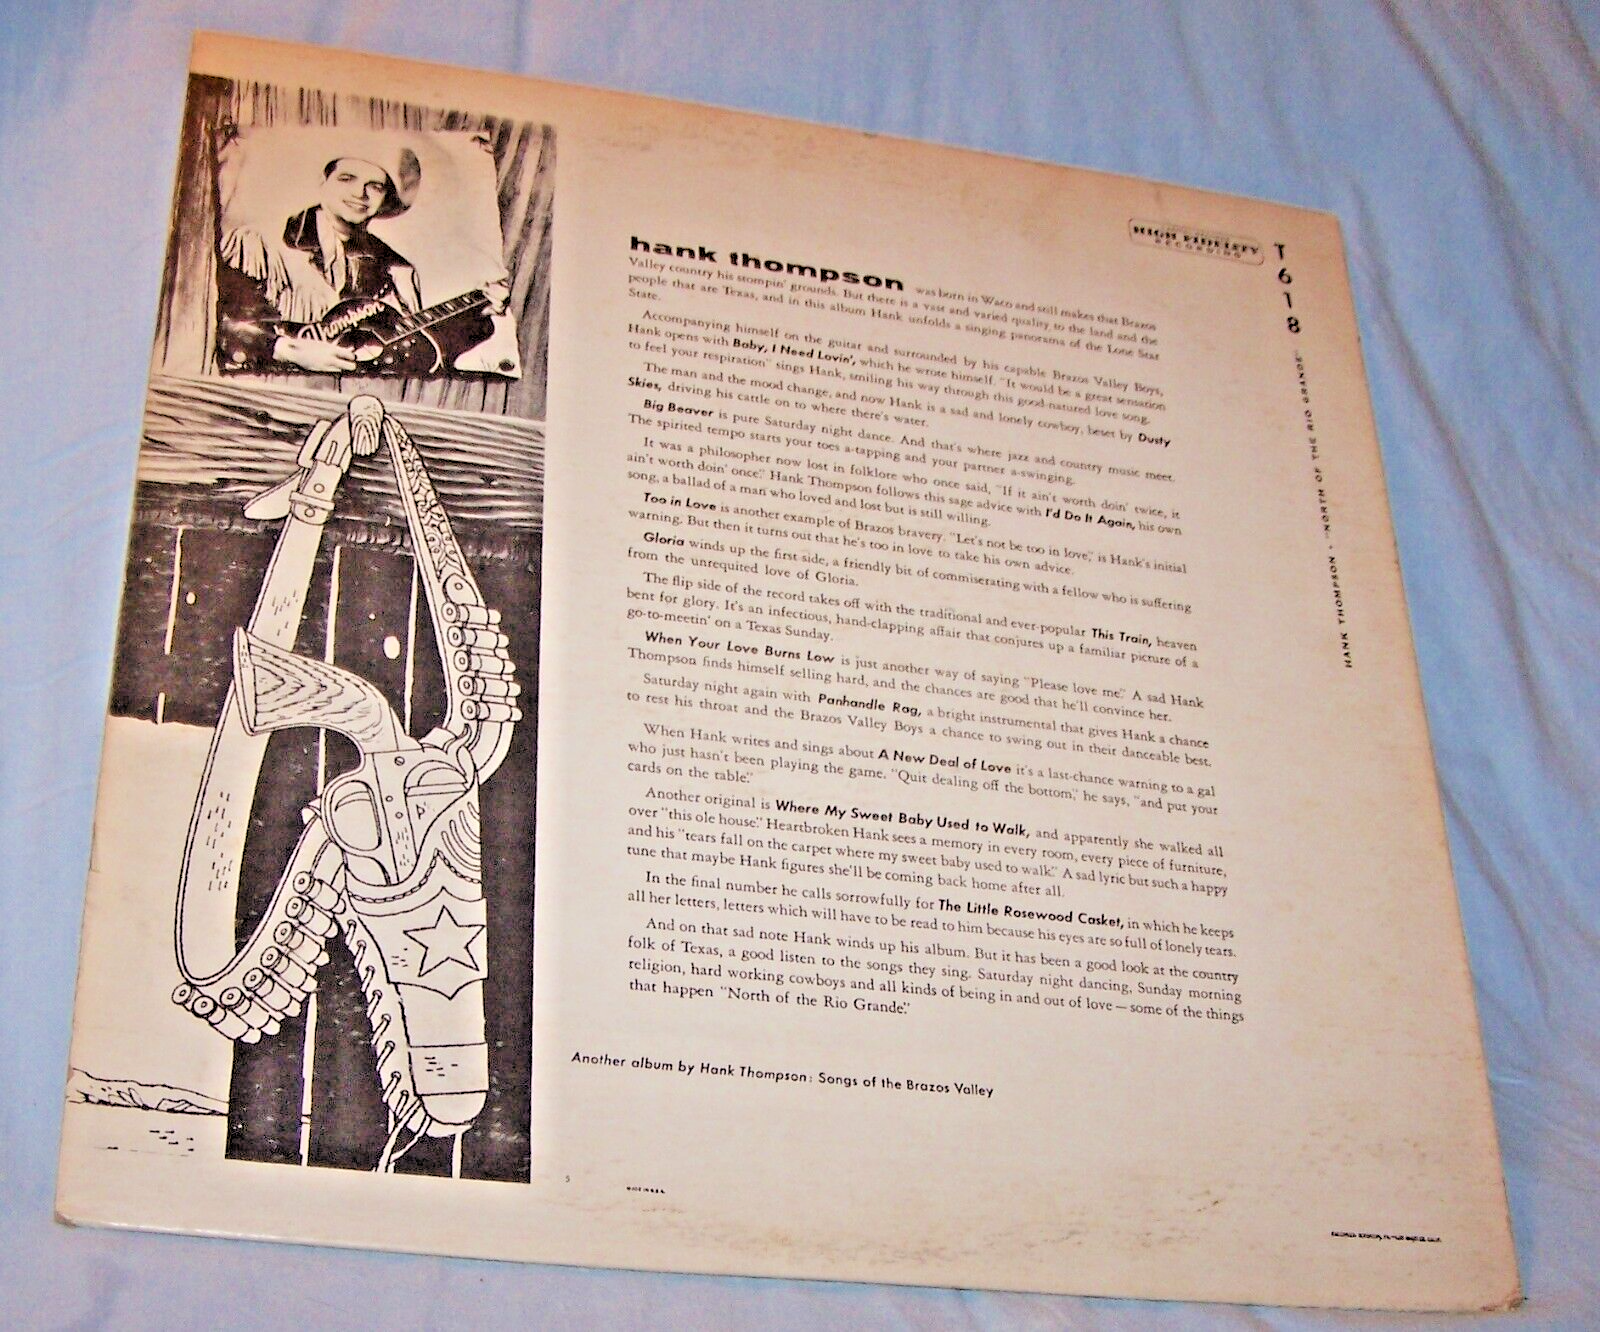 HIGH FIDELITY
RECORDING
T618
HANK THOMPSON • "NORTH OF THE RIO GRANDE"
Thompson
hank thompson was born in Waco and still makes that Brazos
Valley country his stompin' grounds. But there is a vast and varied quality to the land and the
people that are Texas, and in this album Hank unfolds a singing panorama of the Lone Star
State.
Accompanying himself on the guitar and surrounded by his capable Brazos Valley Boys,
Hank opens with Baby, I Need Lovin', which he wrote himself. "It would be a great sensation
to feel your respiration" sings Hank, smiling his way through this good-natured love song.
The man and the mood change, and now Hank is a sad and lonely cowboy, beset by Dusty
Skies, driving his cattle on to where there's water.
Big Beaver is pure Saturday night dance. And that's where jazz and country music meet.
The spirited tempo starts your toes a-tapping and your partner a-swinging.
It was a philosopher now lost in folklore who once said, "If it ain't worth doin' twice, it
ain't worth doin' once." Hank Thompson follows this sage advice with I'd Do It Again, his own
song, a ballad of a man who loved and lost but is still willing.
Too in Love is another example of Brazos bravery. "Let's not be too in love," is Hank's initial
warning. But then it turns out that he's too in love to take his own advice.
Gloria winds up the first side, a friendly bit of commiserating with a fellow who is suffering
from the unrequited love of Gloria.
The flip side of the record takes off with the traditional and ever-popular This Train, heaven
bent for glory. It's an infectious, hand-clapping affair that conjures up a familiar picture of a
go-to-meetin' on a Texas Sunday.
When Your Love Burns Low is just another way of saying "Please love me." A sad Hank
Thompson finds himself selling hard, and the chances are good that he'll convince her.
Saturday night again with Panhandle Rag, a bright instrumental that gives Hank a chance
to rest his throat and the Brazos Valley Boys a chance to swing out in their danceable best.
When Hank writes and sings about A New Deal of Love it's a last-chance warning to a gal
who just hasn't been playing the game. "Quit dealing off the bottom," he says, "and put your
cards on the table."
Another original is Where My Sweet Baby Used to Walk, and apparently she walked all
over "this ole house." Heartbroken Hank sees a memory in every room, every piece of furniture,
and his "tears fall on the carpet where my sweet baby used to walk." A sad lyric but such a happy
tune that maybe Hank figures she'll be coming back home after all.
In the final number he calls sorrowfully for The Little Rosewood Casket, in which he keeps
all her letters, letters which will have to be read to him because his eyes are so full of lonely tears.
And on that sad note Hank winds up his album. But it has been a good look at the country
folk of Texas, a good listen to the songs they sing. Saturday night dancing, Sunday morning
religion, hard working cowboys and all kinds of being in and out of love — some of the things
that happen "North of the Rio Grande."
Another album by Hank Thompson: Songs of the Brazos Valley
5